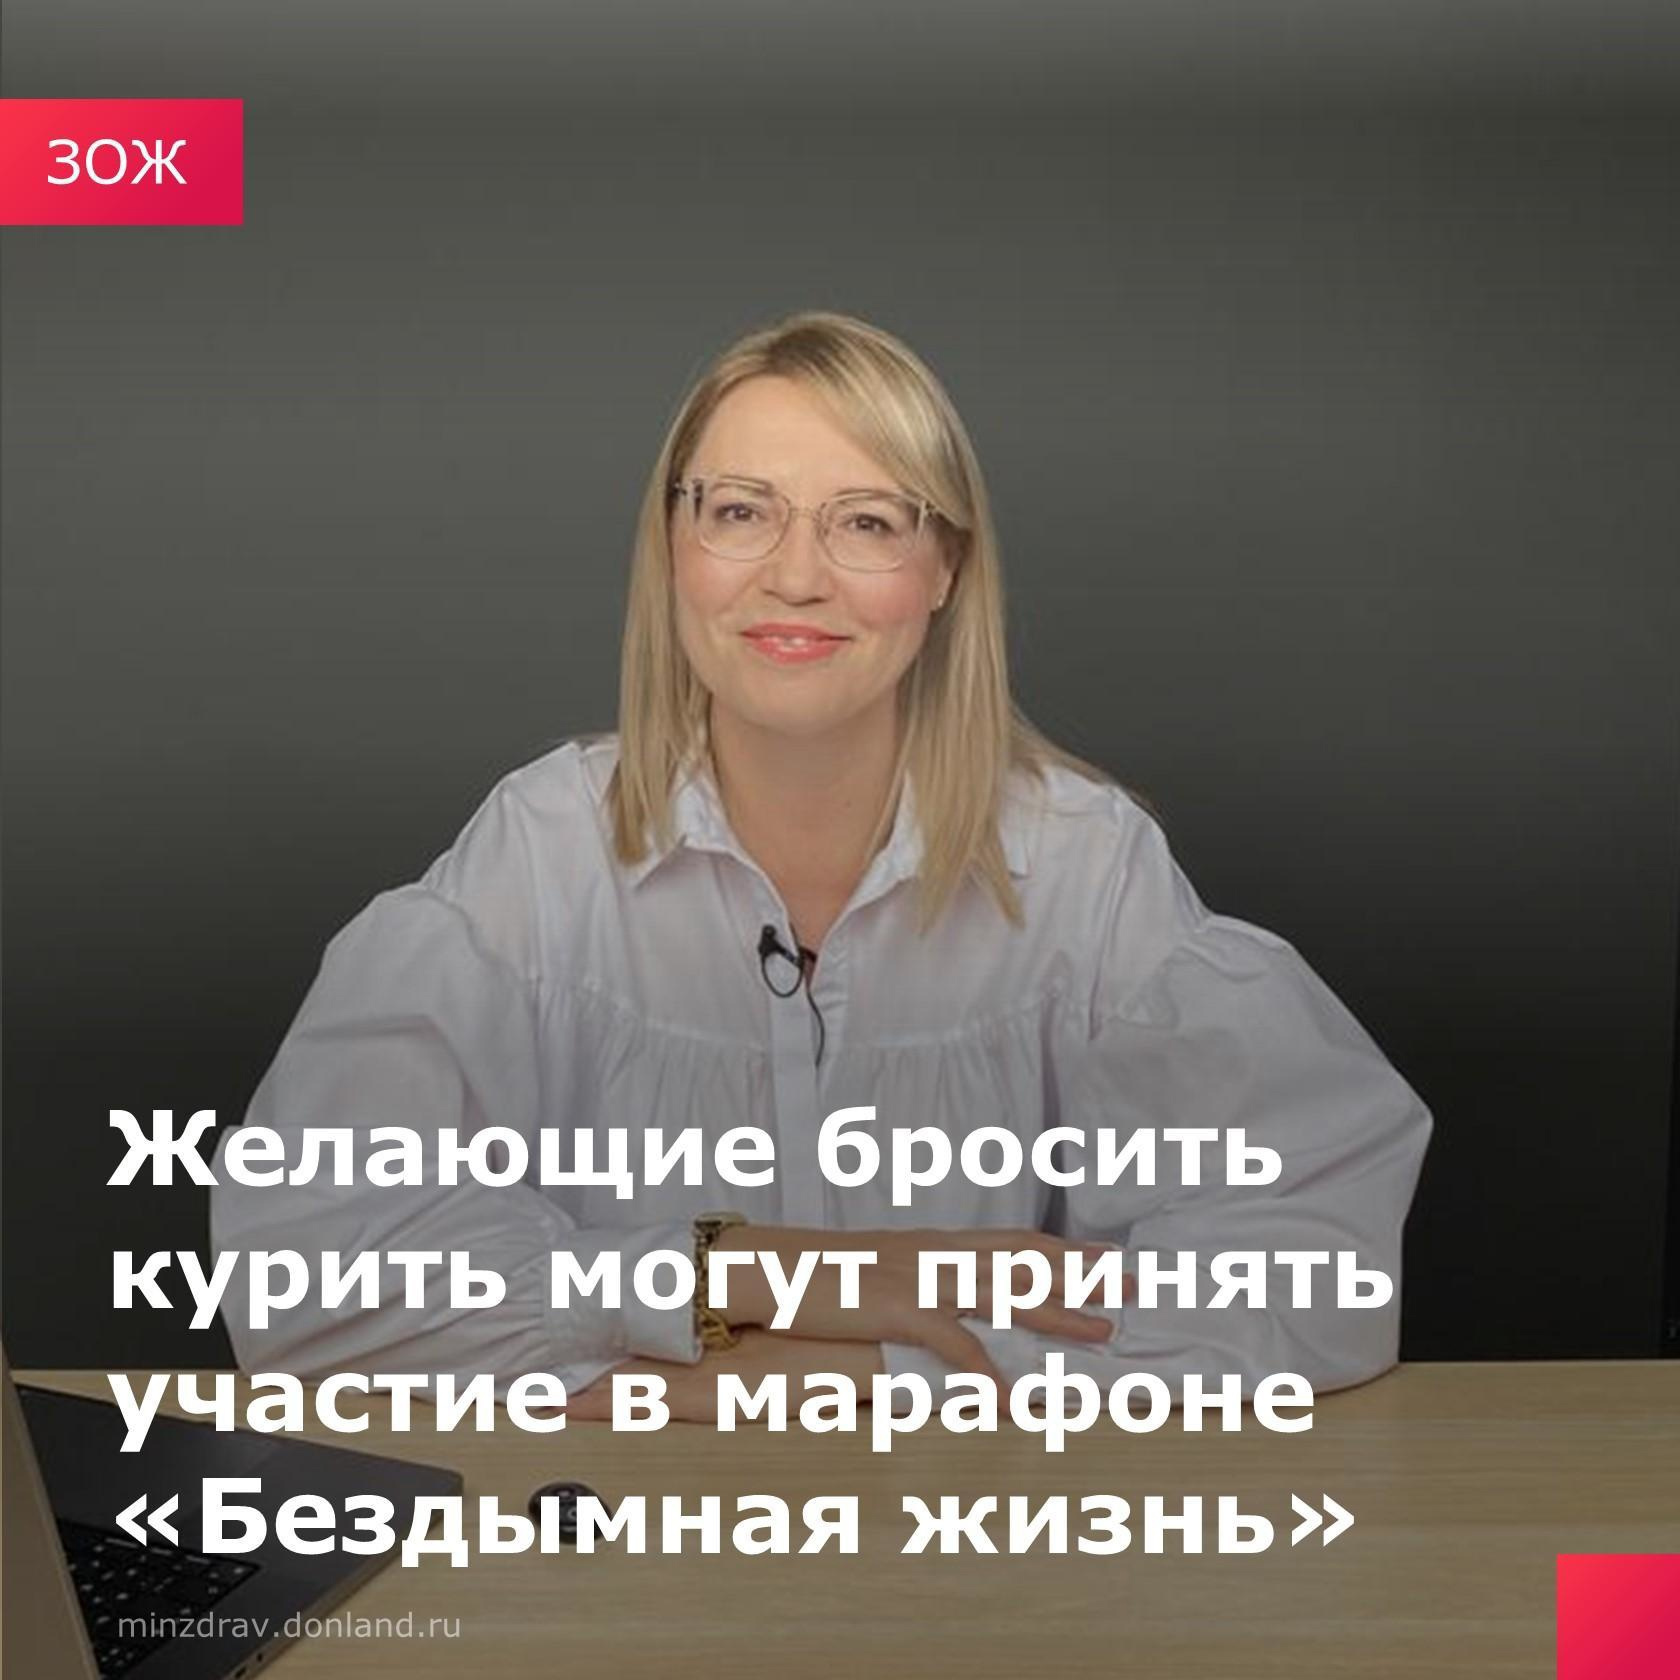 ЗОЖ
Желающие бросить
курить могут принять
участие в марафоне
«Бездымная жизнь»
minzdrav.donland.ru